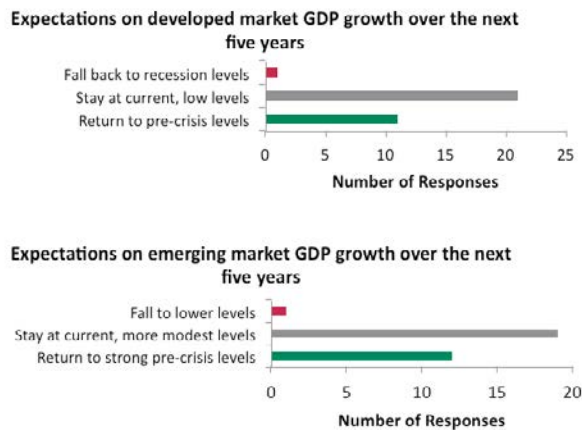 Expectations on developed market GDP growth over the next
five years
Fall back to recession levels
Stay at current, low levels
Return to pre-crisis levels
0 5 10 15 20 25
Number of Responses
Expectations on emerging market GDP growth over the next
five years
Fall to lower levels
Stay at current, more modest levels
Return to strong pre-crisis levels
0 5 10 15 20
Number of Responses